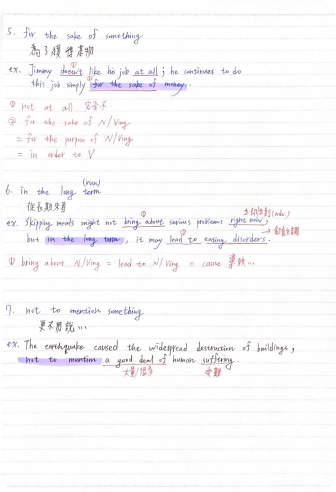 5. for the sake of something
為了獲得某物
ex. Jimmy doesn't like his job at all ; he continues to do
this job simply for the sake of money.
① not at all 完全不
② for the sake of N/Ving
= for the purpose of N/Ving
= in order to V
(run)
6. in the long term
從長期來看
立即/立刻 (adv.)
ex. Skipping meals might not bring about serious problems right now,
but in the long term, it may lead to eating disorders. → 飲食失調
① bring about N/Ving = lead to N/Ving = cause 導致...
7. not to mention something
更不用說...
ex. The earthquake caused the widespread destruction of buildings,
not to mention a good deal of human suffering.
大量/很多 受難